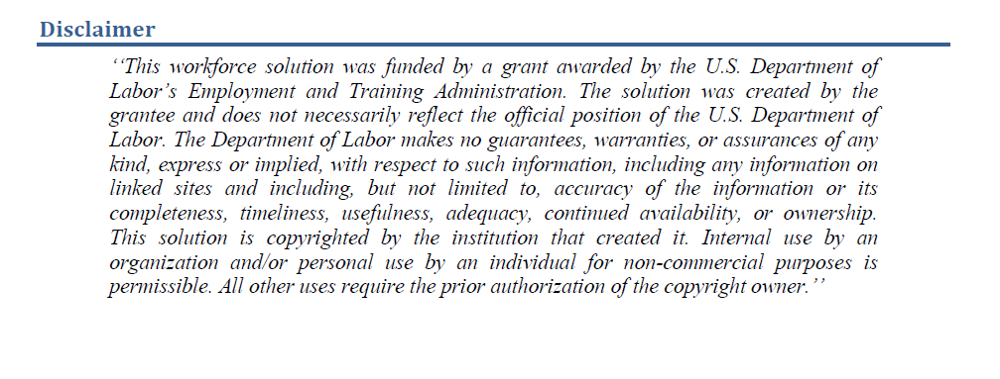 Disclaimer
‘‘This workforce solution was funded by a grant awarded by the U.S. Department of
Labor’s Employment and Training Administration. The solution was created by the
grantee and does not necessarily reflect the official position of the U.S. Department of
Labor. The Department of Labor makes no guarantees, warranties, or assurances of any
kind, express or implied, with respect to such information, including any information on
linked sites and including, but not limited to, accuracy of the information or its
completeness, timeliness, usefulness, adequacy, continued availability, or ownership.
This solution is copyrighted by the institution that created it. Internal use by an
organization and/or personal use by an individual for non-commercial purposes is
permissible. All other uses require the prior authorization of the copyright owner.’’